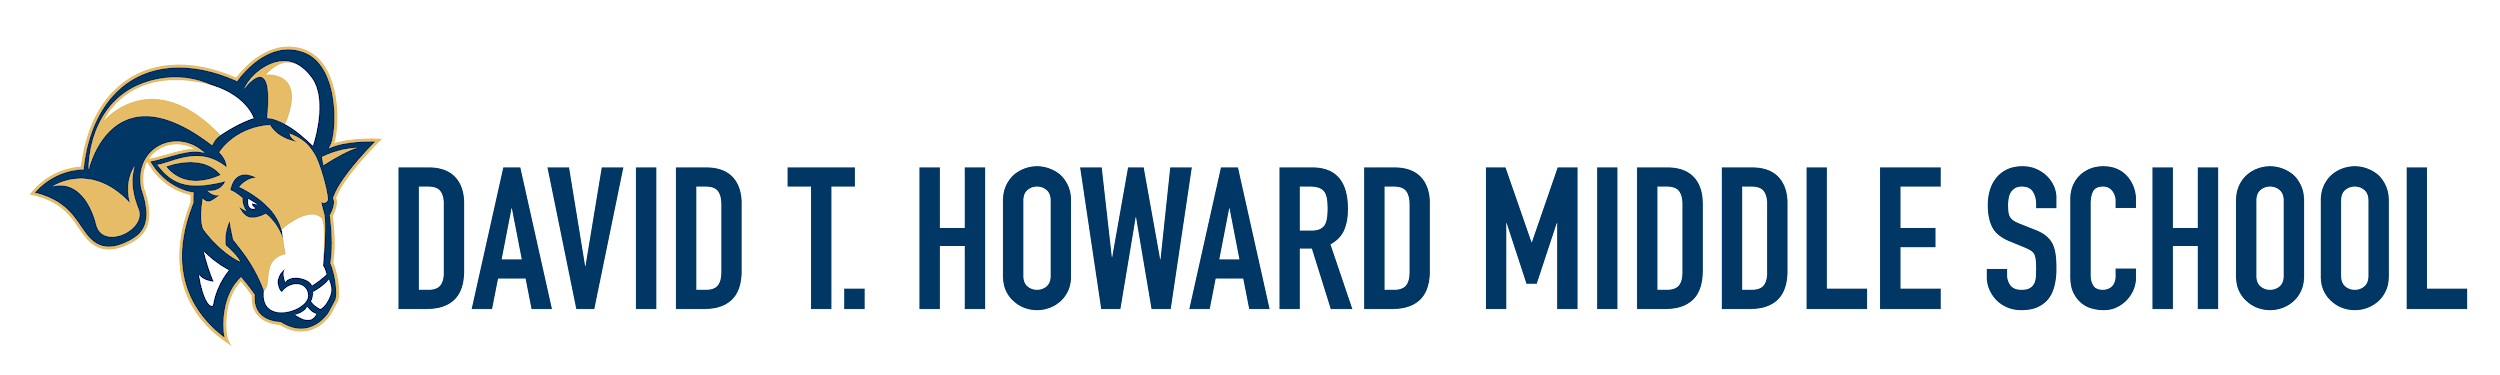 DAVID T. HOWARD MIDDLE SCHOOL